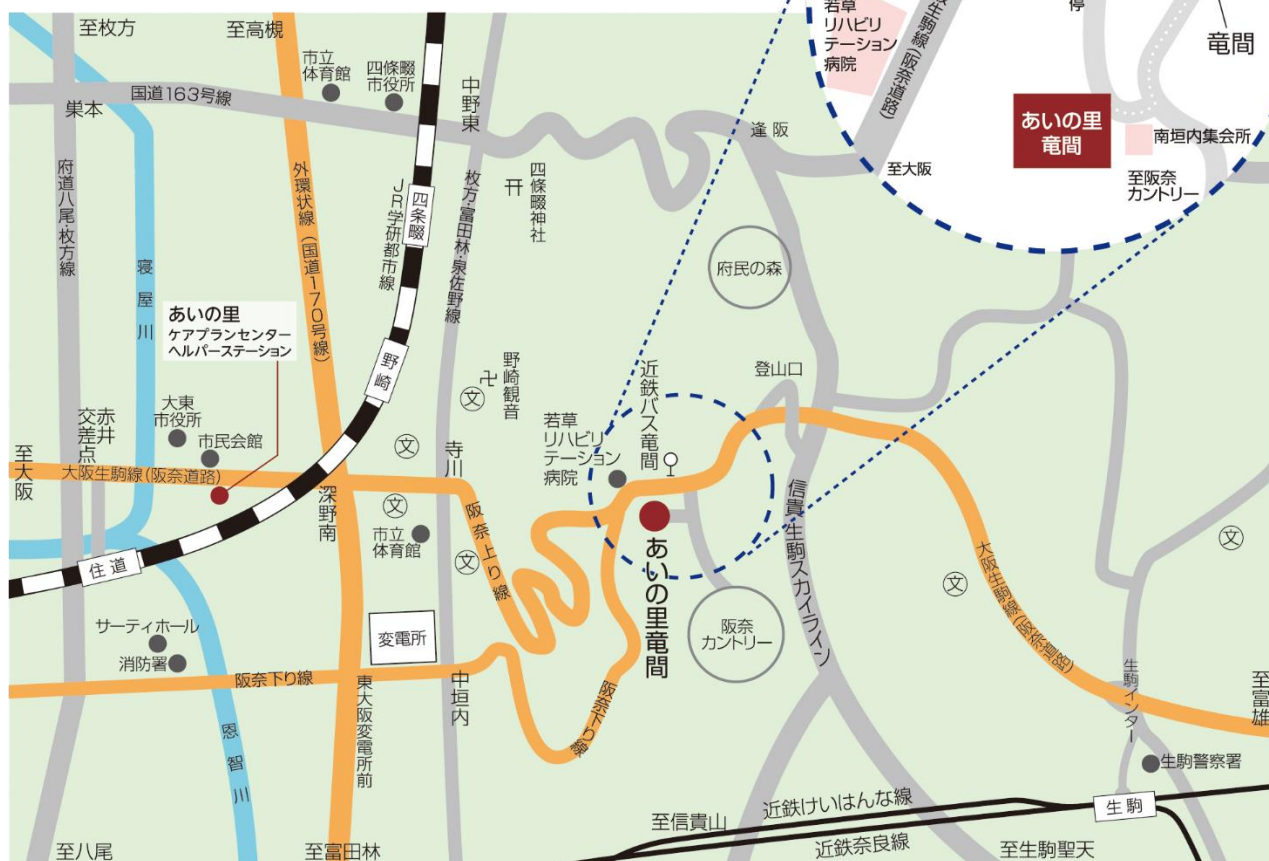 至枚方
至高槻
市立
体育館
四條畷
市役所
国道163号線
巣本
中野東
逢阪
若草
リハビリ
テーション
病院
生駒線(阪奈道路)
停
竜間
あいの里
竜間
南垣内集会所
至大阪
至阪奈
カントリー
府道八尾・枚方線
寝屋川
外環状線(国道170号線)
JR学研都市線
四条畷
枚方・富田林・泉佐野線
四條畷神社
府民の森
あいの里
ケアプランセンター
ヘルパーステーション
野崎
野崎観音
文
近鉄バス竜間
登山口
大東
市役所
市民会館
赤井
交差点
至大阪
大阪生駒線(阪奈道路)
深野南
文
文
寺川
若草
リハビリ
テーション
病院
市立
体育館
文
阪奈上り線
あいの里竜間
信貴生駒スカイライン
大阪生駒線(阪奈道路)
文
文
住道
サーティホール
消防署
変電所
阪奈
カントリー
阪奈下り線
東大阪変電所前
中垣内
阪奈下り線
生駒インター
至富雄
恩智川
生駒警察署
至信貴山
近鉄けいはんな線
生駒
至八尾
至富田林
近鉄奈良線
至生駒聖天